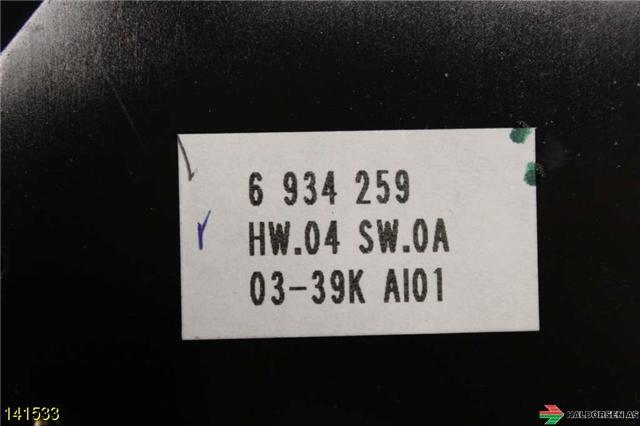 6 934 259
HW.04 SW.0A
03-39K AI01
141533
HALDORSEN AS